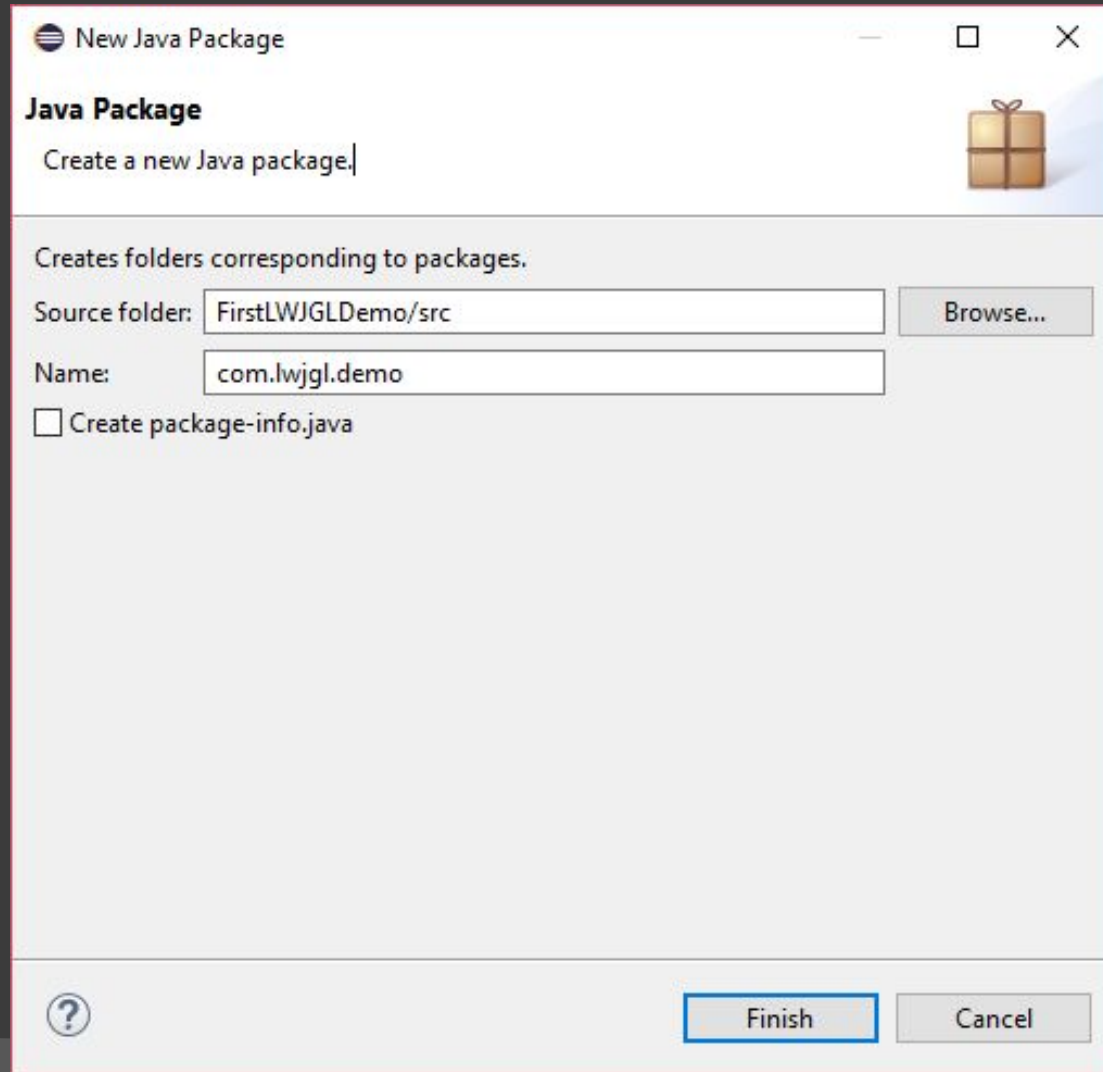 New Java Package
Java Package
Create a new Java package.
Creates folders corresponding to packages.
Source folder: FirstLWJGLDemo/src Browse...
Name: com.lwjgl.demo
Create package-info.java
? Finish Cancel